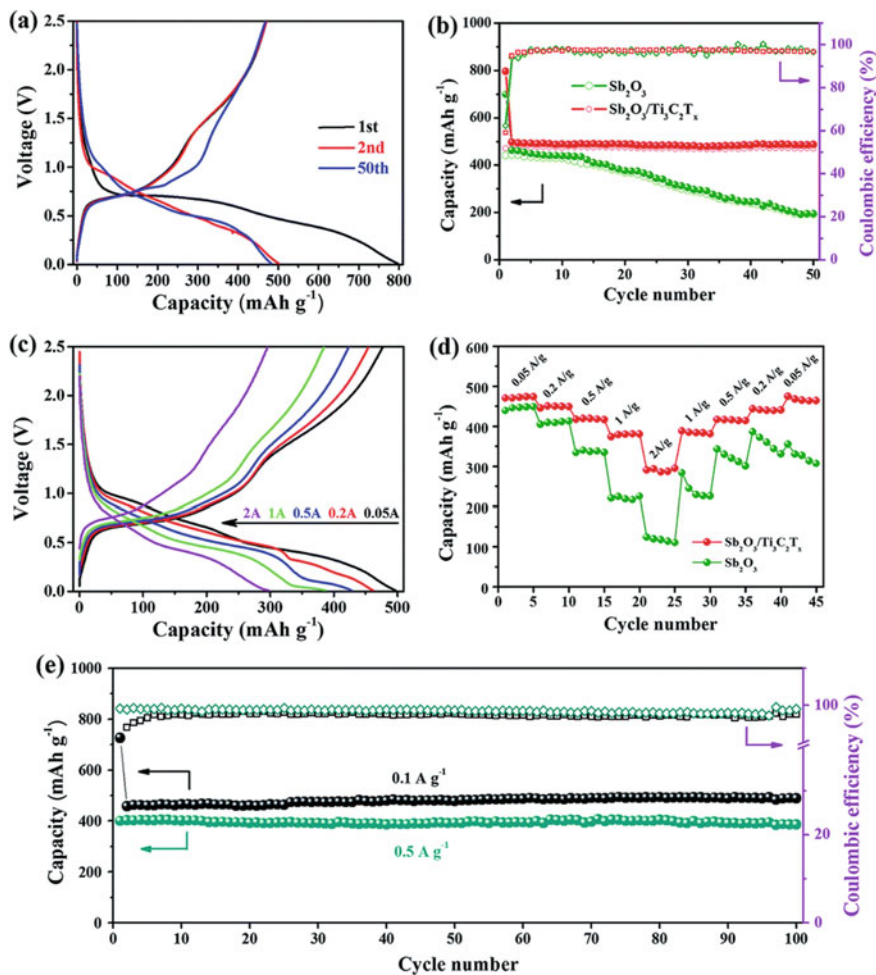 (a)
2.5
2.0
1.5
1.0
0.5
0.0
Voltage (V)
1st
2nd
50th
0 100 200 300 400 500 600 700 800
Capacity (mAh g⁻¹)
(b)
1000
800
600
400
200
0
Capacity (mAh g⁻¹)
Sb₂O₃
Sb₂O₃/Ti₃C₂Tₓ
100
80
60
40
20
0
Coulombic efficiency (%)
0 10 20 30 40 50
Cycle number
(c)
2.5
2.0
1.5
1.0
0.5
0.0
Voltage (V)
2A 1A 0.5A 0.2A 0.05A
0 100 200 300 400 500
Capacity (mAh g⁻¹)
(d)
600
500
400
300
200
100
0
Capacity (mAh g⁻¹)
0.05 A/g
0.2 A/g
0.5 A/g
1 A/g
2A/g
1 A/g
0.5 A/g
0.2 A/g
0.05 A/g
Sb₂O₃/Ti₃C₂Tₓ
Sb₂O₃
0 5 10 15 20 25 30 35 40 45
Cycle number
(e)
1000
800
600
400
200
0
Capacity (mAh g⁻¹)
0.1 A g⁻¹
0.5 A g⁻¹
100
20
0
Coulombic efficiency (%)
0 10 20 30 40 50 60 70 80 90 100
Cycle number